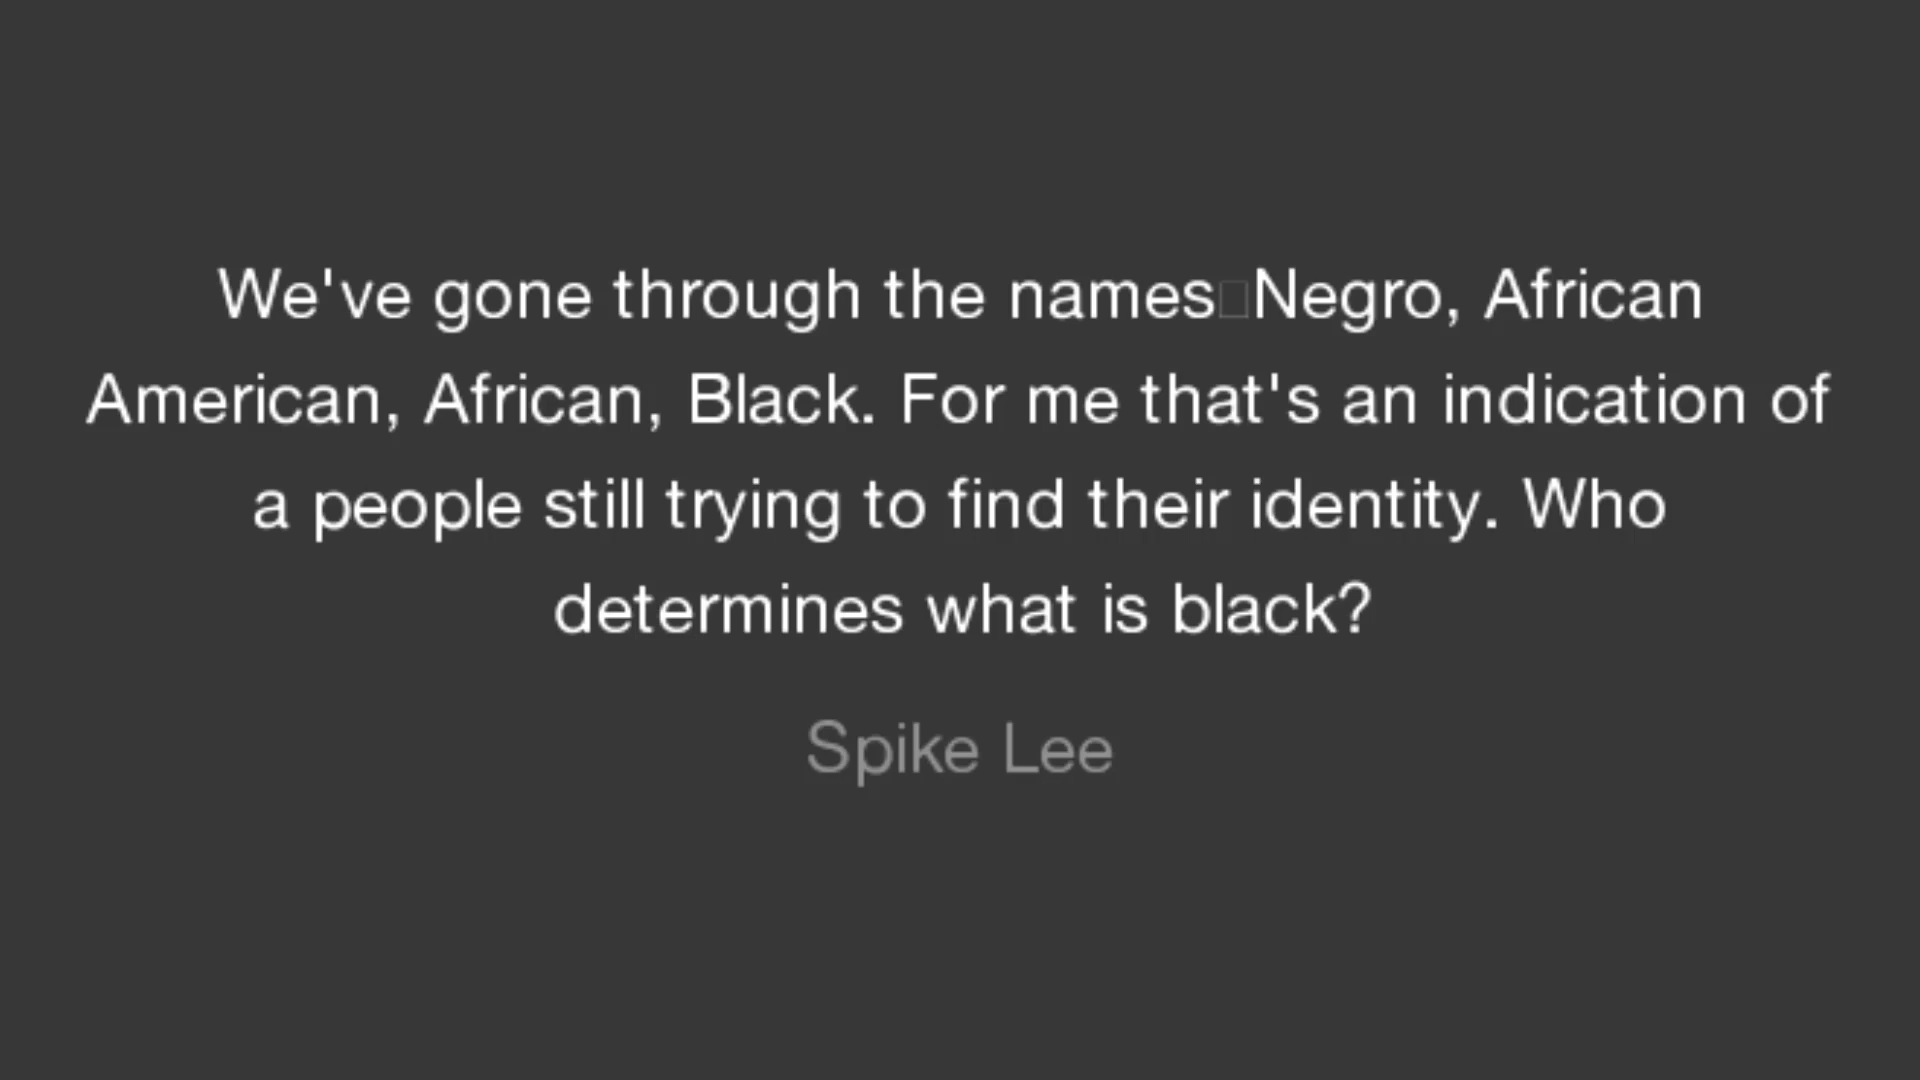 We've gone through the names□Negro, African
American, African, Black. For me that's an indication of
a people still trying to find their identity. Who
determines what is black?
Spike Lee